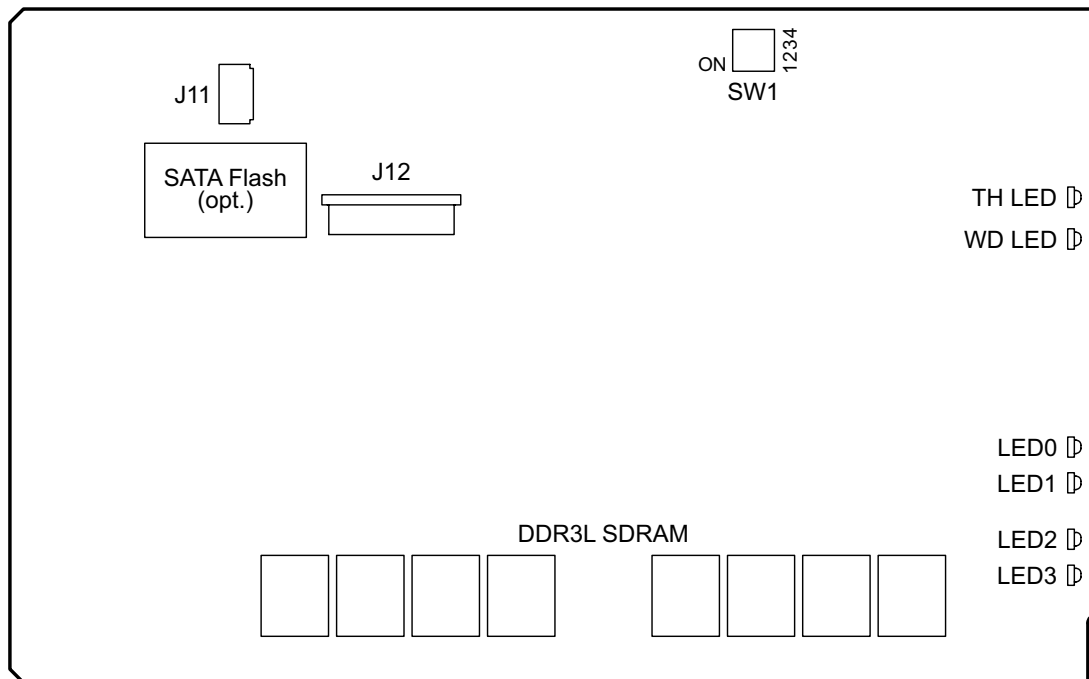 1234
ON
SW1
J11
SATA Flash
(opt.)
J12
TH LED
WD LED
LED0
LED1
DDR3L SDRAM
LED2
LED3